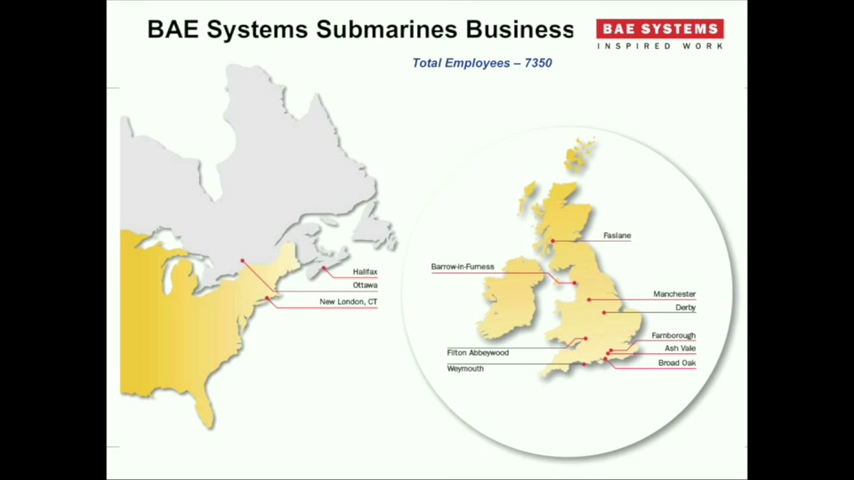 BAE Systems Submarines Business
BAE SYSTEMS
INSPIRED WORK
Total Employees – 7350
Halifax
Ottawa
New London, CT
Faslane
Barrow-in-Furness
Manchester
Derby
Farnborough
Ash Vale
Broad Oak
Filton Abbeywood
Weymouth